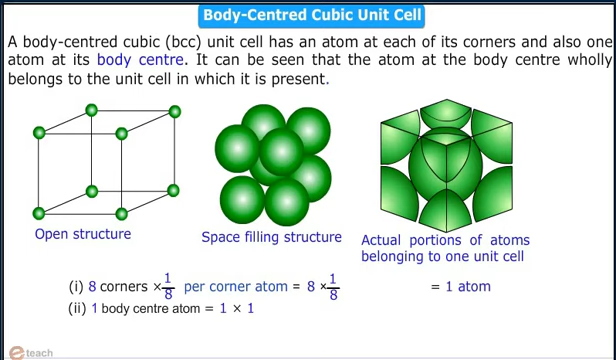 Body-Centred Cubic Unit Cell
A body-centred cubic (bcc) unit cell has an atom at each of its corners and also one
atom at its body centre. It can be seen that the atom at the body centre wholly
belongs to the unit cell in which it is present.
Open structure
Space filling structure
Actual portions of atoms
belonging to one unit cell
(i) 8 corners × 1/8 per corner atom = 8 × 1/8 = 1 atom
(ii) 1 body centre atom = 1 × 1
e teach